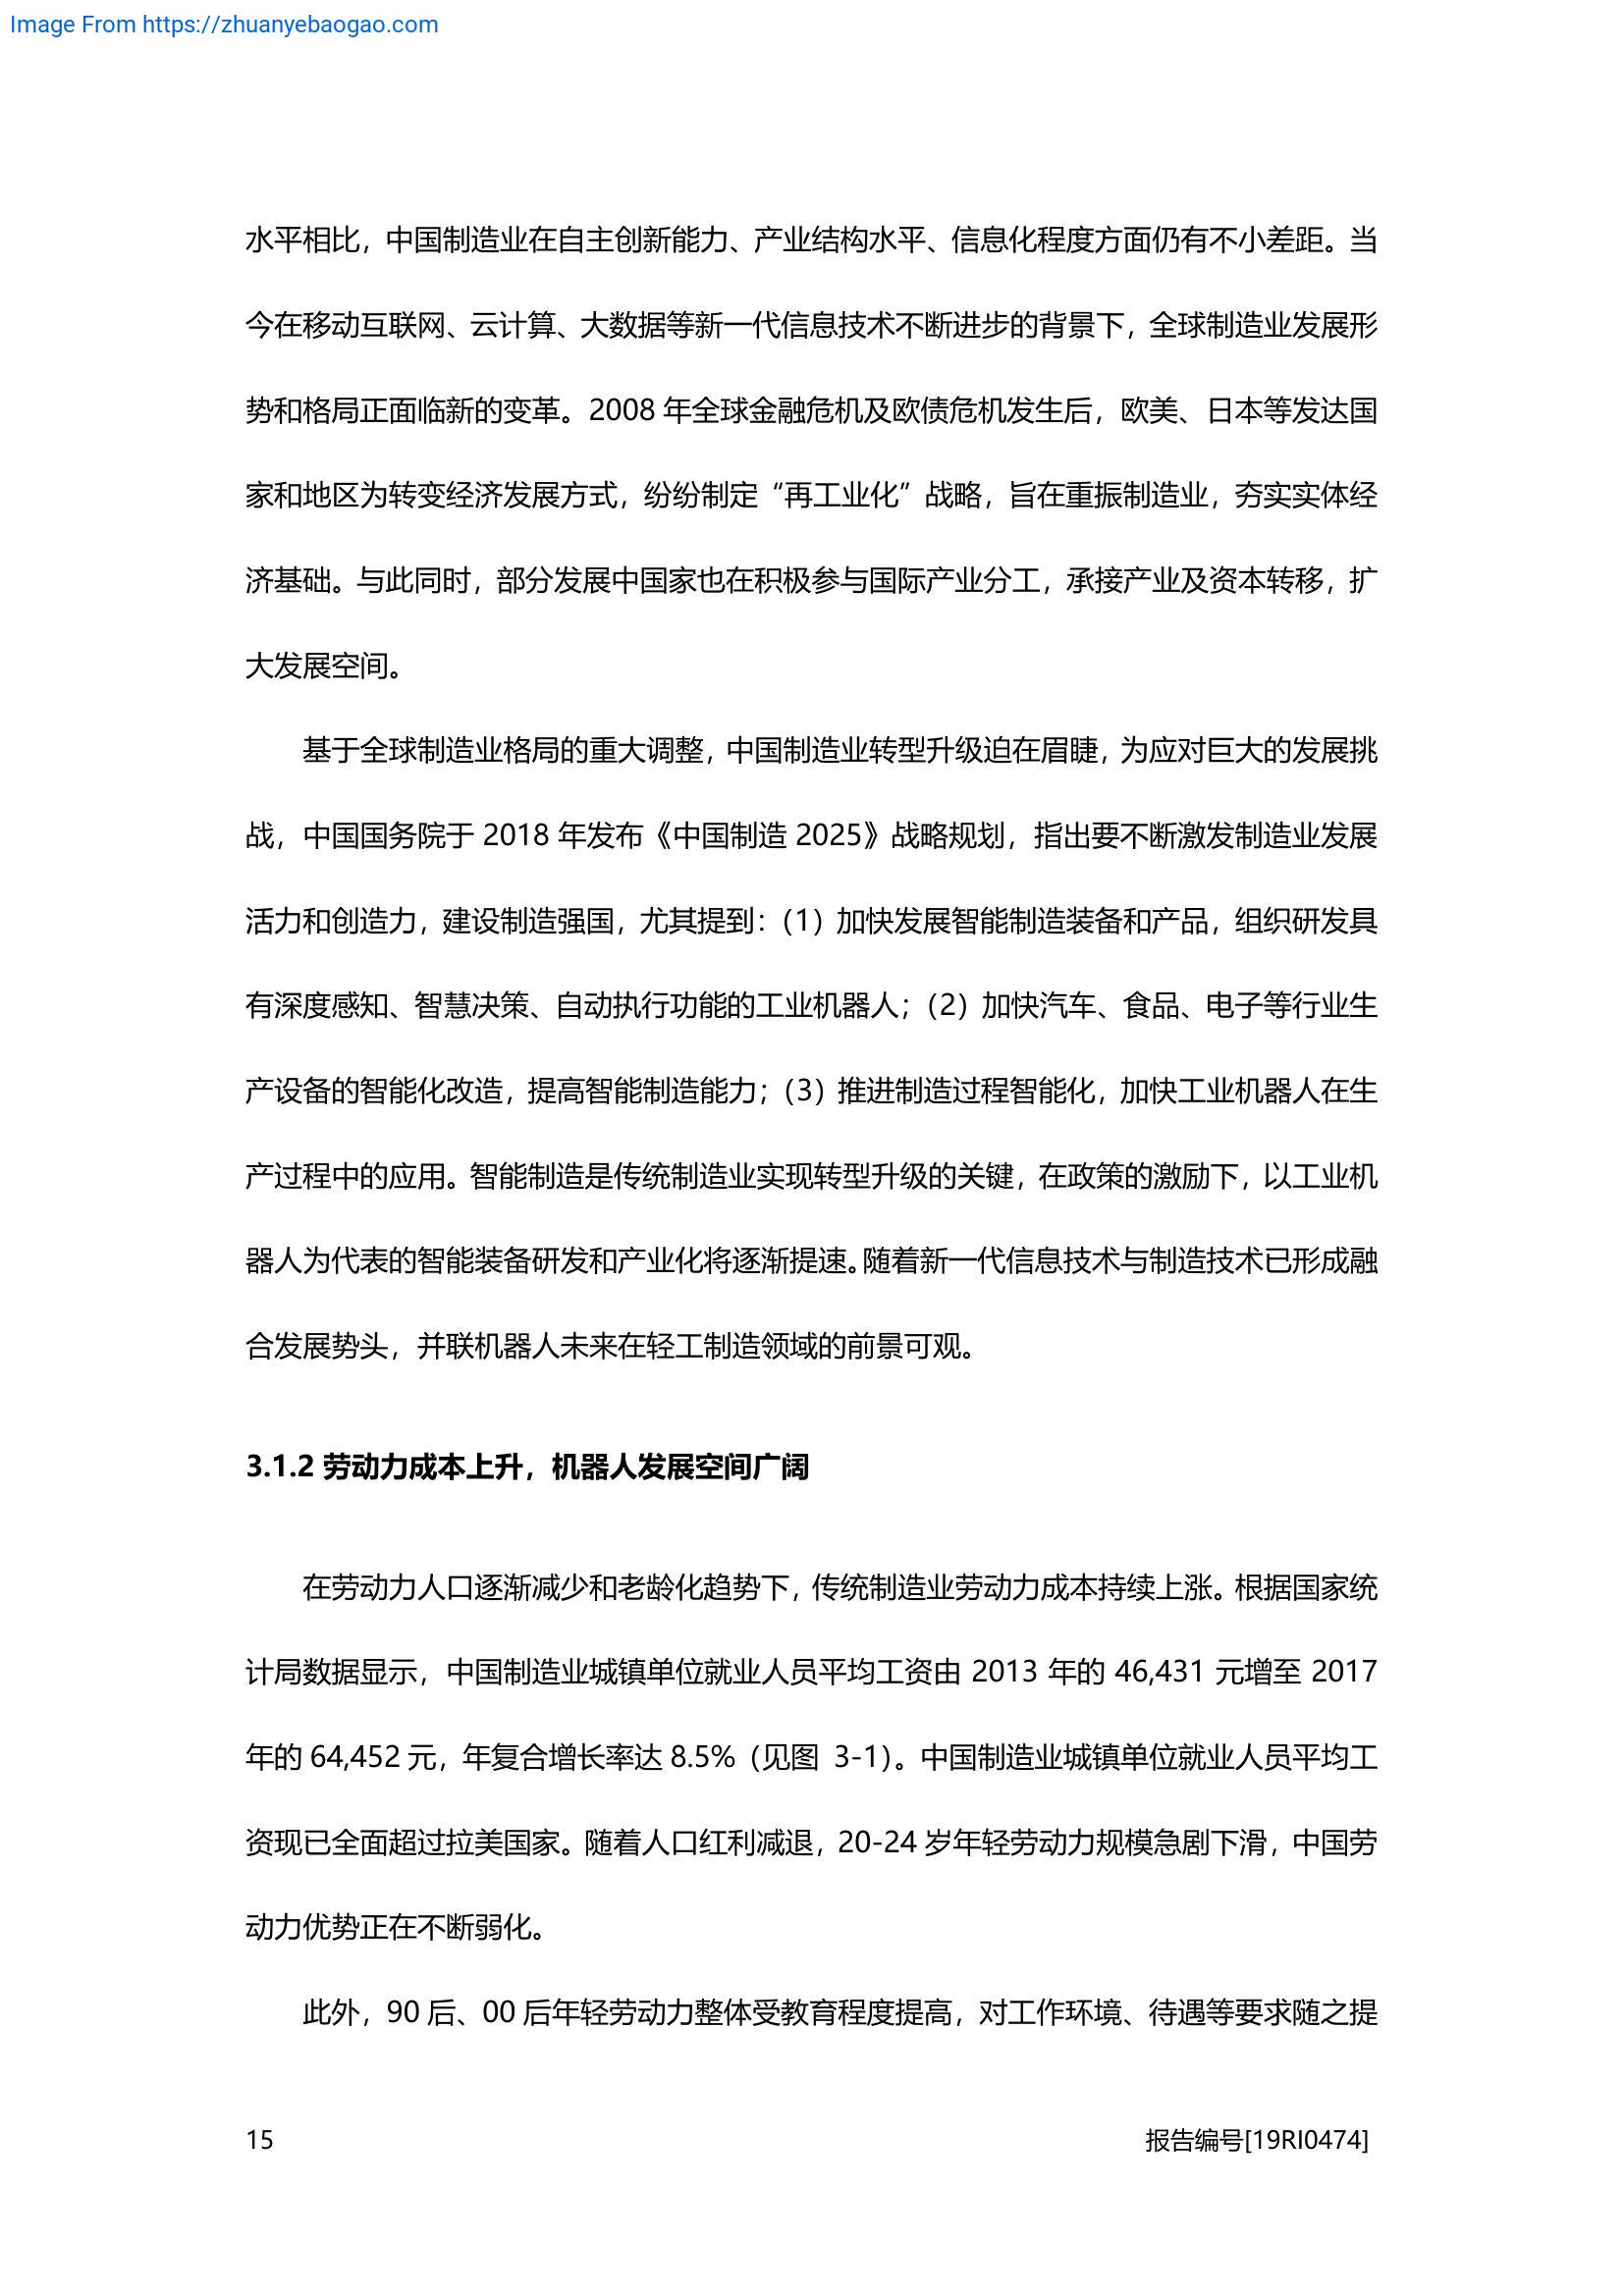 Image From https://zhuanyebaogao.com
水平相比，中国制造业在自主创新能力、产业结构水平、信息化程度方面仍有不小差距。当
今在移动互联网、云计算、大数据等新一代信息技术不断进步的背景下，全球制造业发展形
势和格局正面临新的变革。2008 年全球金融危机及欧债危机发生后，欧美、日本等发达国
家和地区为转变经济发展方式，纷纷制定“再工业化”战略，旨在重振制造业，夯实实体经
济基础。与此同时，部分发展中国家也在积极参与国际产业分工，承接产业及资本转移，扩
大发展空间。
基于全球制造业格局的重大调整，中国制造业转型升级迫在眉睫，为应对巨大的发展挑
战，中国国务院于 2018 年发布《中国制造 2025》战略规划，指出要不断激发制造业发展
活力和创造力，建设制造强国，尤其提到：（1）加快发展智能制造装备和产品，组织研发具
有深度感知、智慧决策、自动执行功能的工业机器人；（2）加快汽车、食品、电子等行业生
产设备的智能化改造，提高智能制造能力；（3）推进制造过程智能化，加快工业机器人在生
产过程中的应用。智能制造是传统制造业实现转型升级的关键，在政策的激励下，以工业机
器人为代表的智能装备研发和产业化将逐渐提速。随着新一代信息技术与制造技术已形成融
合发展势头，并联机器人未来在轻工制造领域的前景可观。
3.1.2 劳动力成本上升，机器人发展空间广阔
在劳动力人口逐渐减少和老龄化趋势下，传统制造业劳动力成本持续上涨。根据国家统
计局数据显示，中国制造业城镇单位就业人员平均工资由 2013 年的 46,431 元增至 2017
年的 64,452 元，年复合增长率达 8.5%（见图 3-1）。中国制造业城镇单位就业人员平均工
资现已全面超过拉美国家。随着人口红利减退，20-24 岁年轻劳动力规模急剧下滑，中国劳
动力优势正在不断弱化。
此外，90 后、00 后年轻劳动力整体受教育程度提高，对工作环境、待遇等要求随之提
15
报告编号[19RI0474]